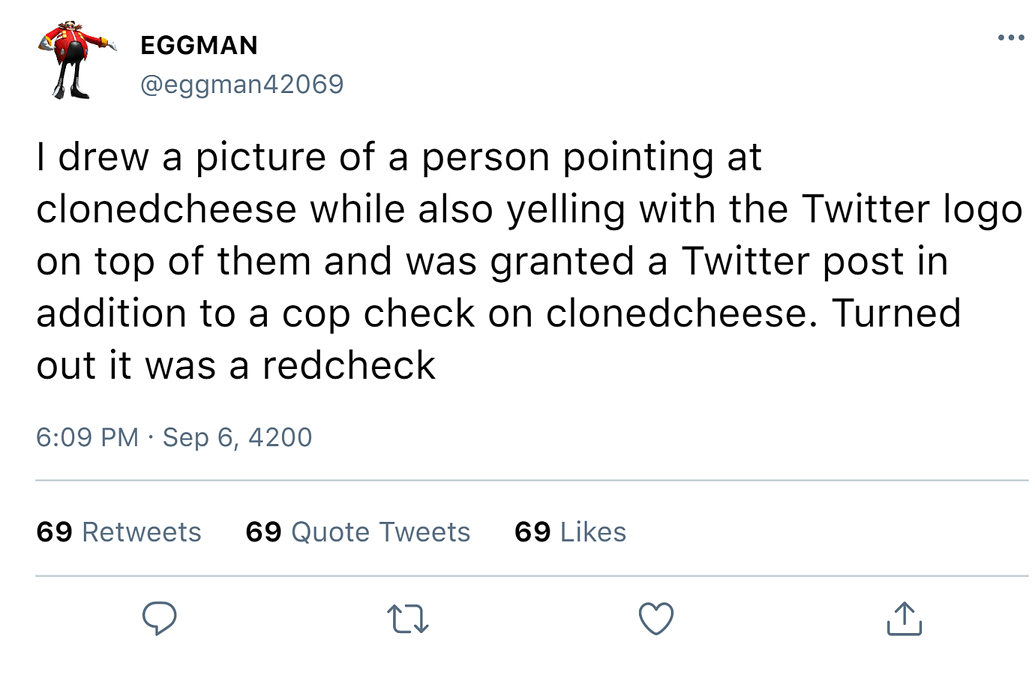 EGGMAN
@eggman42069
I drew a picture of a person pointing at
clonedcheese while also yelling with the Twitter logo
on top of them and was granted a Twitter post in
addition to a cop check on clonedcheese. Turned
out it was a redcheck
6:09 PM · Sep 6, 4200
69 Retweets 69 Quote Tweets 69 Likes